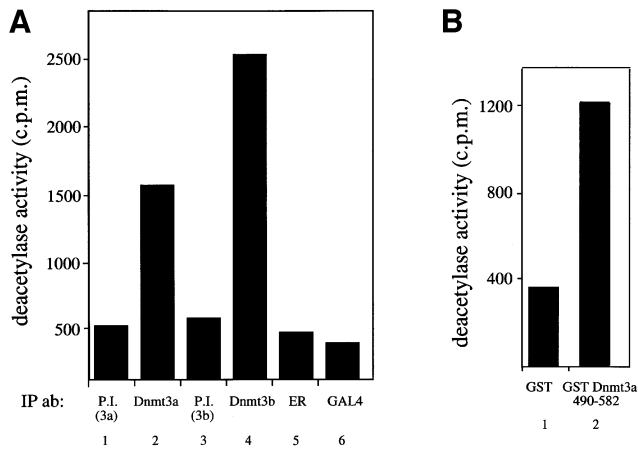 A
deacetylase activity (c.p.m.)
2500
2000
1500
1000
500
IP ab:
P.I. (3a)
Dnmt3a
P.I. (3b)
Dnmt3b
ER
GAL4
1 2 3 4 5 6
B
deacetylase activity (c.p.m.)
1200
800
400
GST
GST Dnmt3a
490-582
1 2